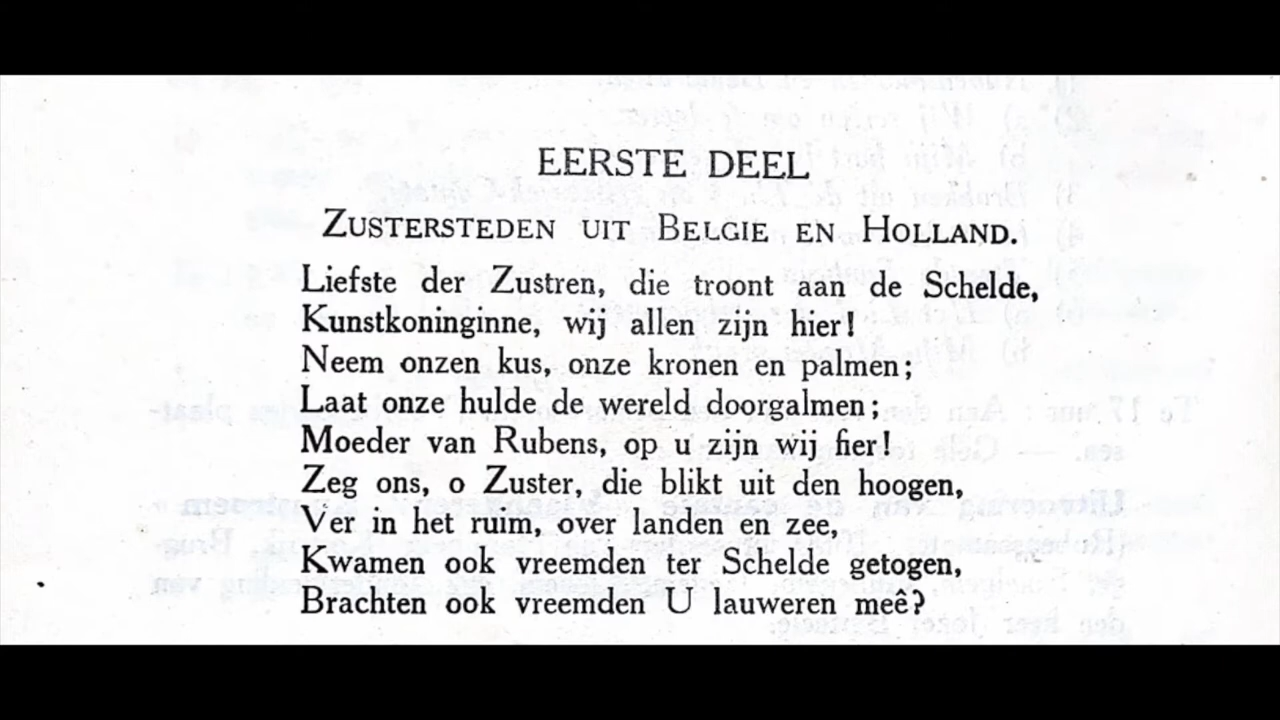 EERSTE DEEL
ZUSTERSTEDEN UIT BELGIE EN HOLLAND.
Liefste der Zustren, die troont aan de Schelde,
Kunstkoninginne, wij allen zijn hier!
Neem onzen kus, onze kronen en palmen;
Laat onze hulde de wereld doorgalmen;
Moeder van Rubens, op u zijn wij fier!
Zeg ons, o Zuster, die blikt uit den hoogen,
Ver in het ruim, over landen en zee,
Kwamen ook vreemden ter Schelde getogen,
Brachten ook vreemden U lauweren meê?